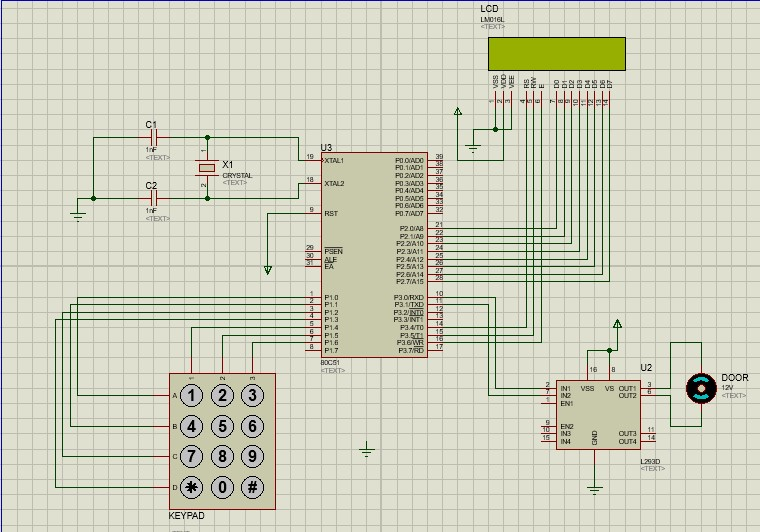 LCD
LM016L
<TEXT>
VSS VDD VEE RS RW E D0 D1 D2 D3 D4 D5 D6 D7
1 2 3 4 5 6 7 8 9 10 11 12 13 14
C1
1nF
<TEXT>
X1
CRYSTAL
<TEXT>
1
2
C2
1nF
<TEXT>
U3
19 XTAL1 P0.0/AD0 39
P0.1/AD1 38
P0.2/AD2 37
18 XTAL2 P0.3/AD3 36
P0.4/AD4 35
P0.5/AD5 34
P0.6/AD6 33
9 RST P0.7/AD7 32
P2.0/A8 21
P2.1/A9 22
P2.2/A10 23
29 PSEN P2.3/A11 24
30 ALE P2.4/A12 25
31 EA P2.5/A13 26
P2.6/A14 27
P2.7/A15 28
1 P1.0 P3.0/RXD 10
2 P1.1 P3.1/TXD 11
3 P1.2 P3.2/INT0 12
4 P1.3 P3.3/INT1 13
5 P1.4 P3.4/T0 14
6 P1.5 P3.5/T1 15
7 P1.6 P3.6/WR 16
8 P1.7 P3.7/RD 17
80C51
<TEXT>
1 2 3
A 1 2 3
B 4 5 6
C 7 8 9
D * 0 #
KEYPAD
<TEXT>
U2
16 8
2 IN1 VSS VS OUT1 3
7 IN2 OUT2 6
1 EN1
9 EN2
10 IN3 OUT3 11
15 IN4 GND OUT4 14
L293D
<TEXT>
DOOR
12V
<TEXT>